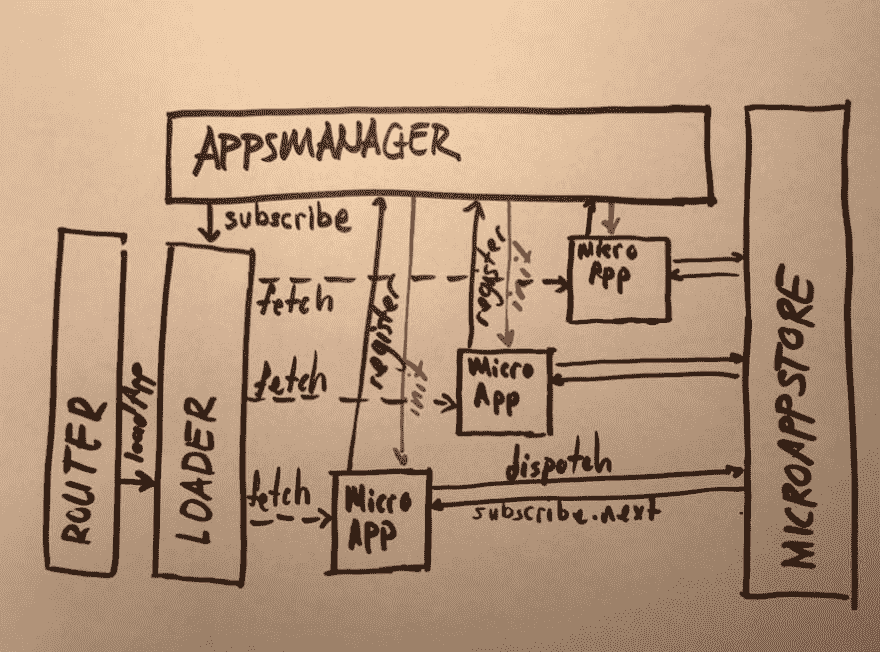 APPSMANAGER
subscribe
ROUTER
loadApp
LOADER
fetch
fetch
fetch
register
init
register
init
Micro
App
Micro
App
Micro
APP
dispatch
subscribe.next
MICROAPPSTORE